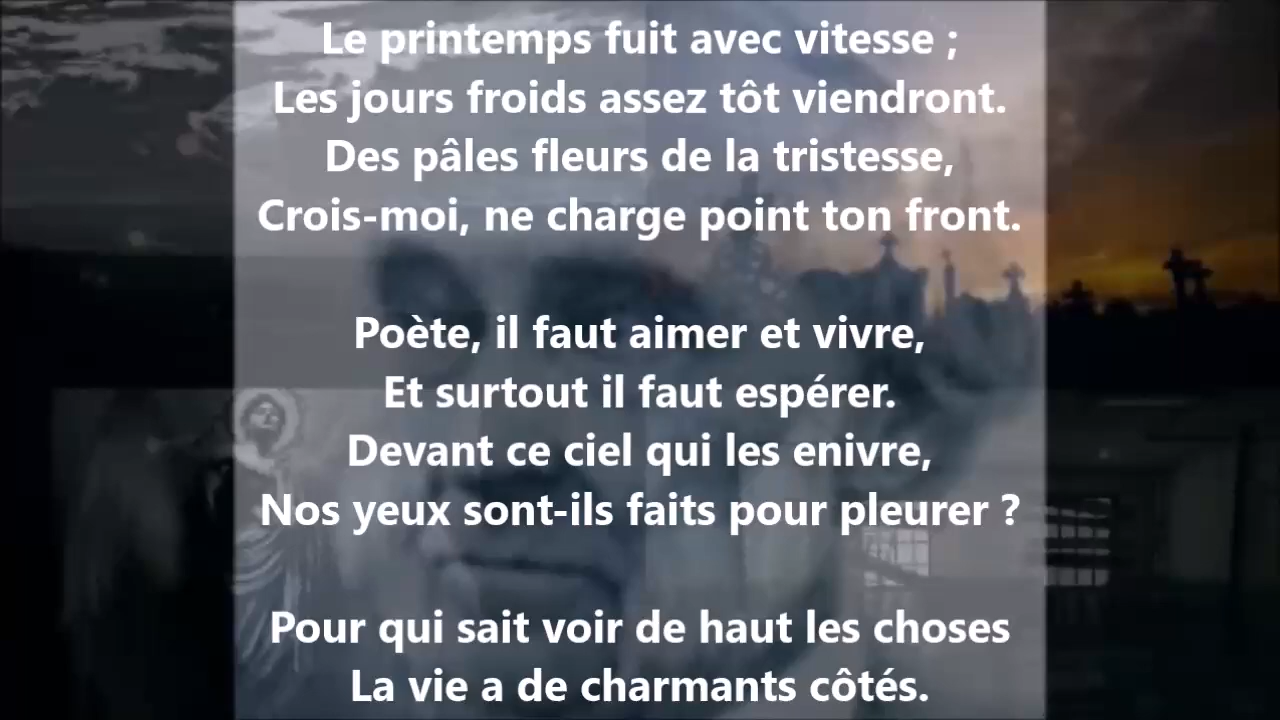 Le printemps fuit avec vitesse ;
Les jours froids assez tôt viendront.
Des pâles fleurs de la tristesse,
Crois-moi, ne charge point ton front.
Poète, il faut aimer et vivre,
Et surtout il faut espérer.
Devant ce ciel qui les enivre,
Nos yeux sont-ils faits pour pleurer ?
Pour qui sait voir de haut les choses
La vie a de charmants côtés.